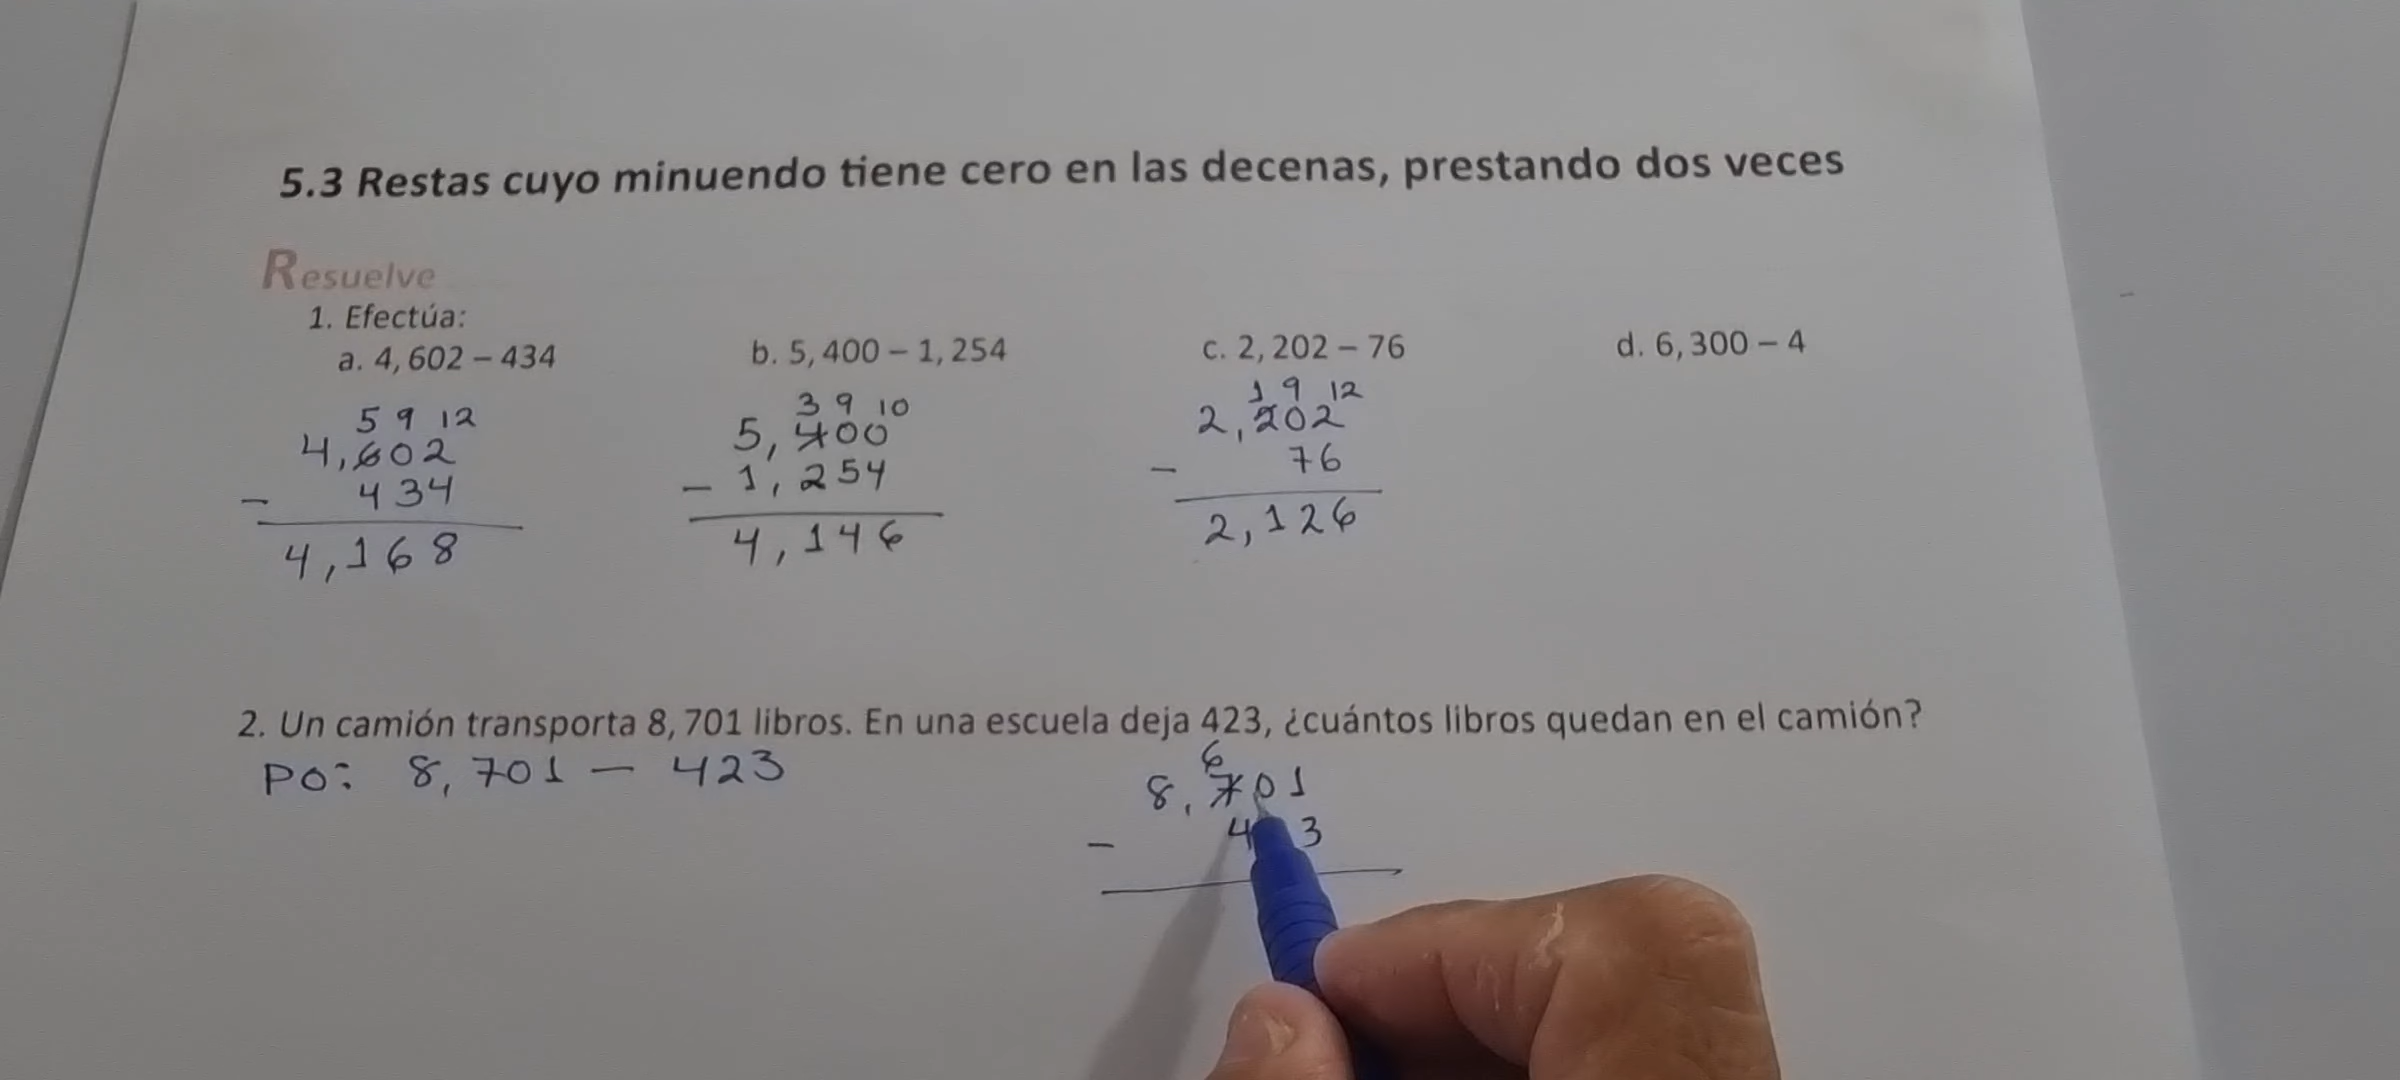 5.3 Restas cuyo minuendo tiene cero en las decenas, prestando dos veces
Resuelve
1. Efectúa:
a. 4,602 – 434
5 9 12
4,602
- 434
4,168
b. 5,400 – 1,254
3 9 10
5,400
- 1,254
4,146
c. 2,202 – 76
1 9 12
2,202
- 76
2,126
d. 6,300 – 4
2. Un camión transporta 8,701 libros. En una escuela deja 423, ¿cuántos libros quedan en el camión?
PO: 8,701 – 423
6
8,701
- 4 3